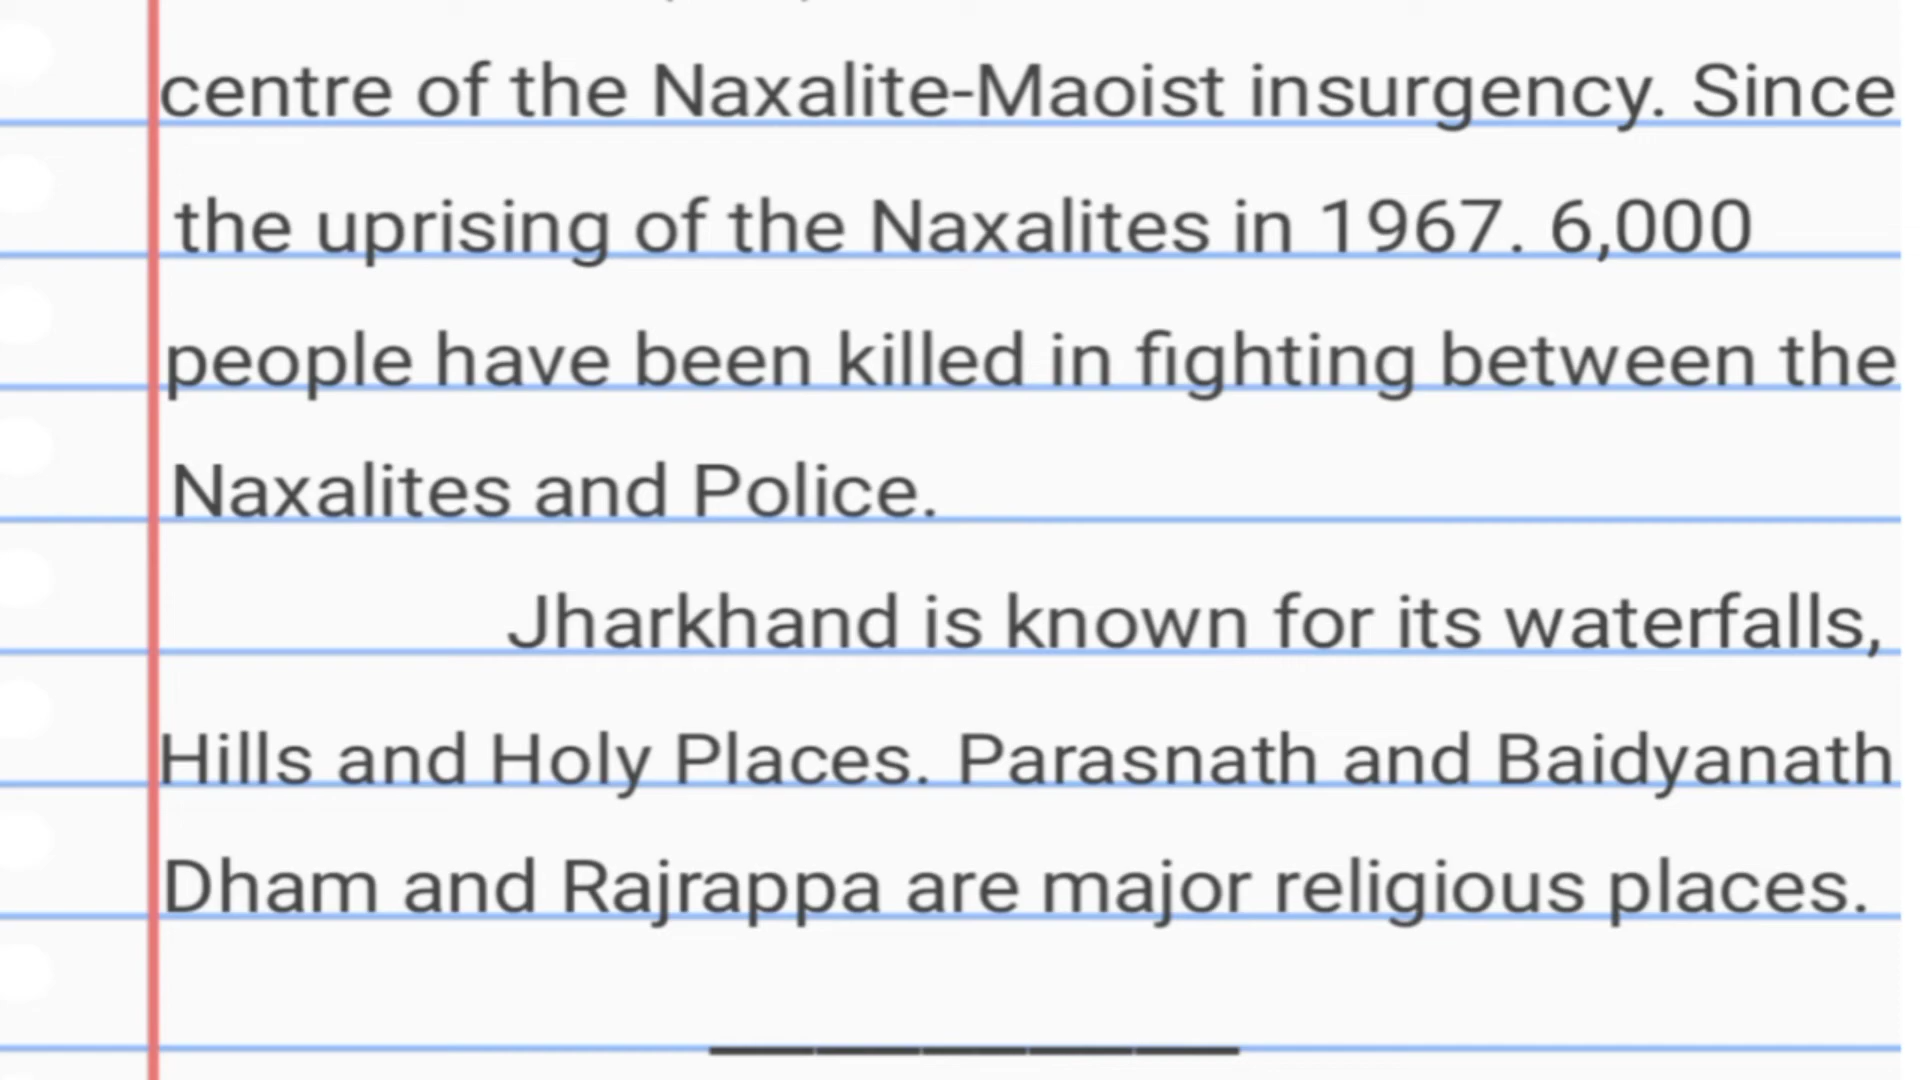 centre of the Naxalite-Maoist insurgency. Since
the uprising of the Naxalites in 1967. 6,000
people have been killed in fighting between the
Naxalites and Police.
Jharkhand is known for its waterfalls,
Hills and Holy Places. Parasnath and Baidyanath
Dham and Rajrappa are major religious places.